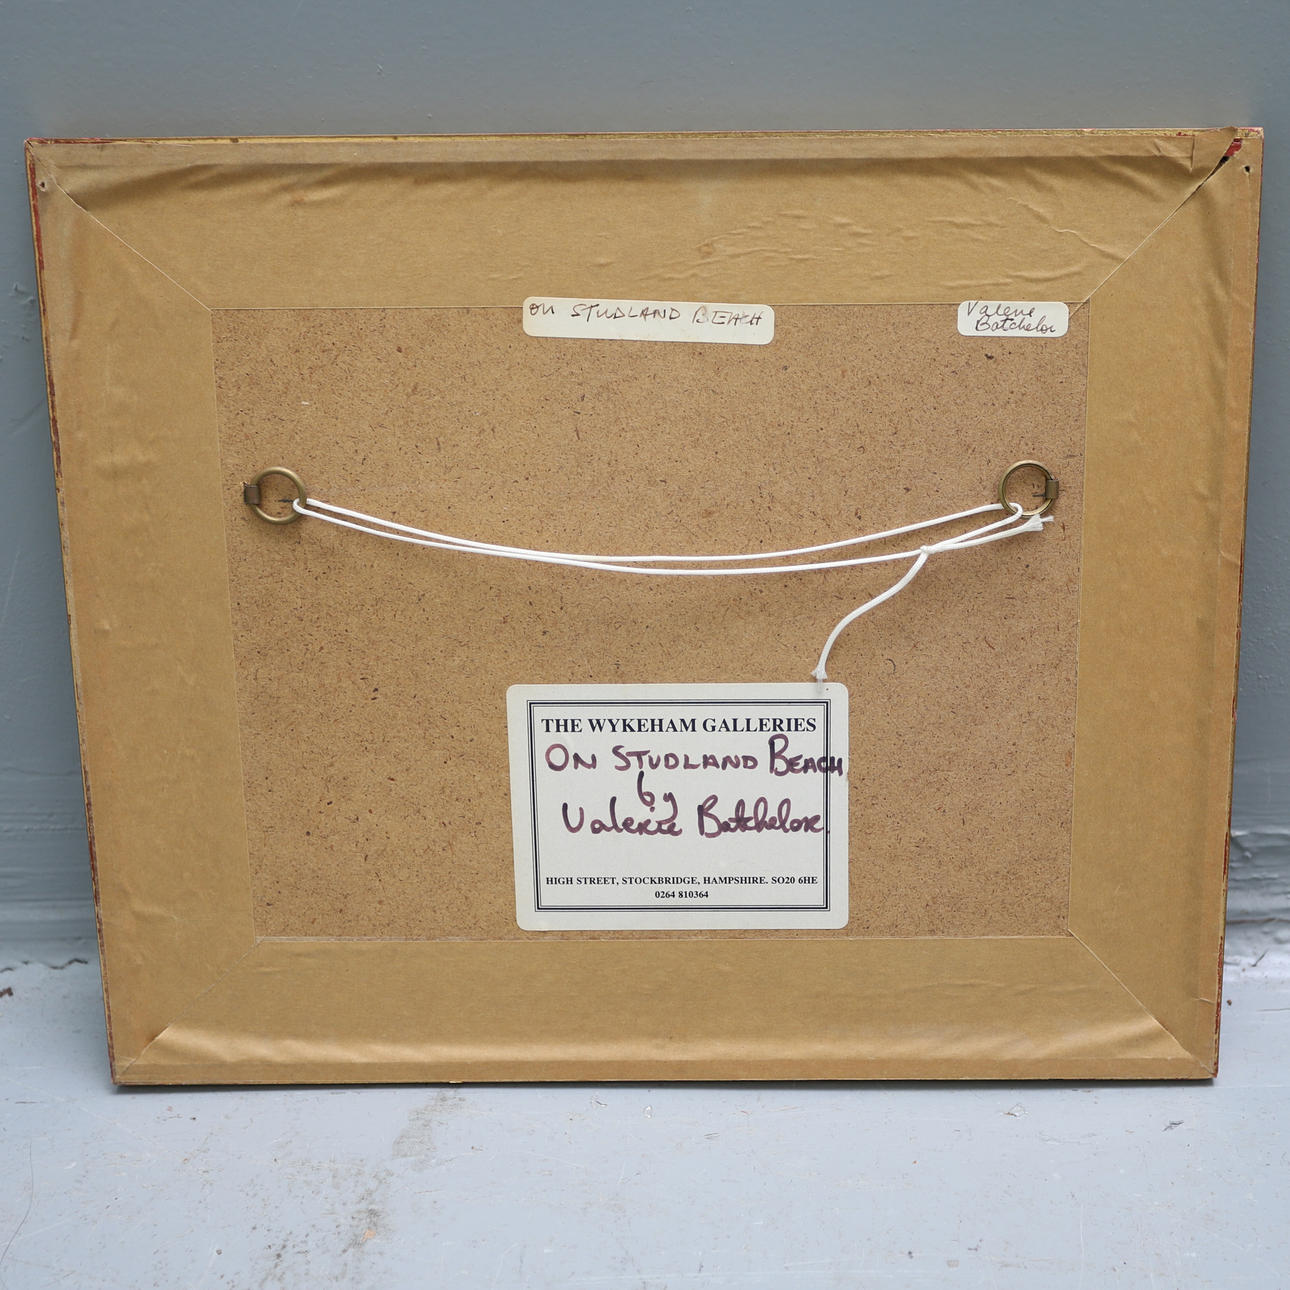 ON STUDLAND BEACH
Valerie
Batchelor
THE WYKEHAM GALLERIES
ON STUDLAND BEACH
by
Valerie Batchelor.
HIGH STREET, STOCKBRIDGE, HAMPSHIRE. SO20 6HE
0264 810364